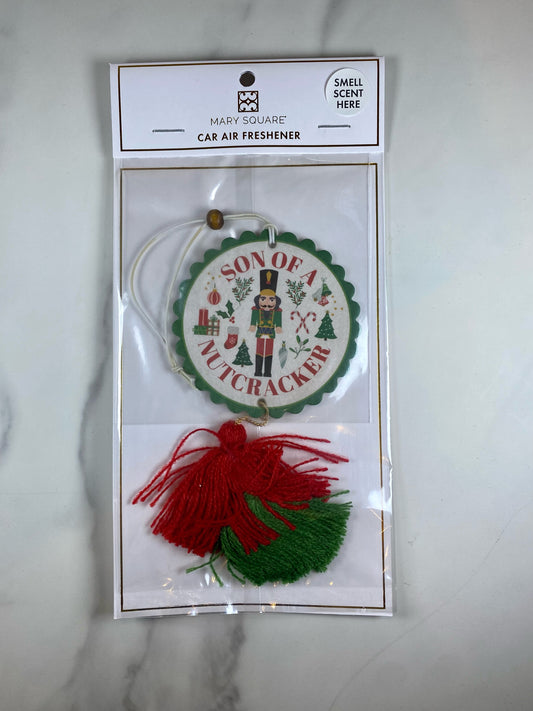 MARY SQUARE®
CAR AIR FRESHENER
SMELL
SCENT
HERE
SON OF A
NUTCRACKER